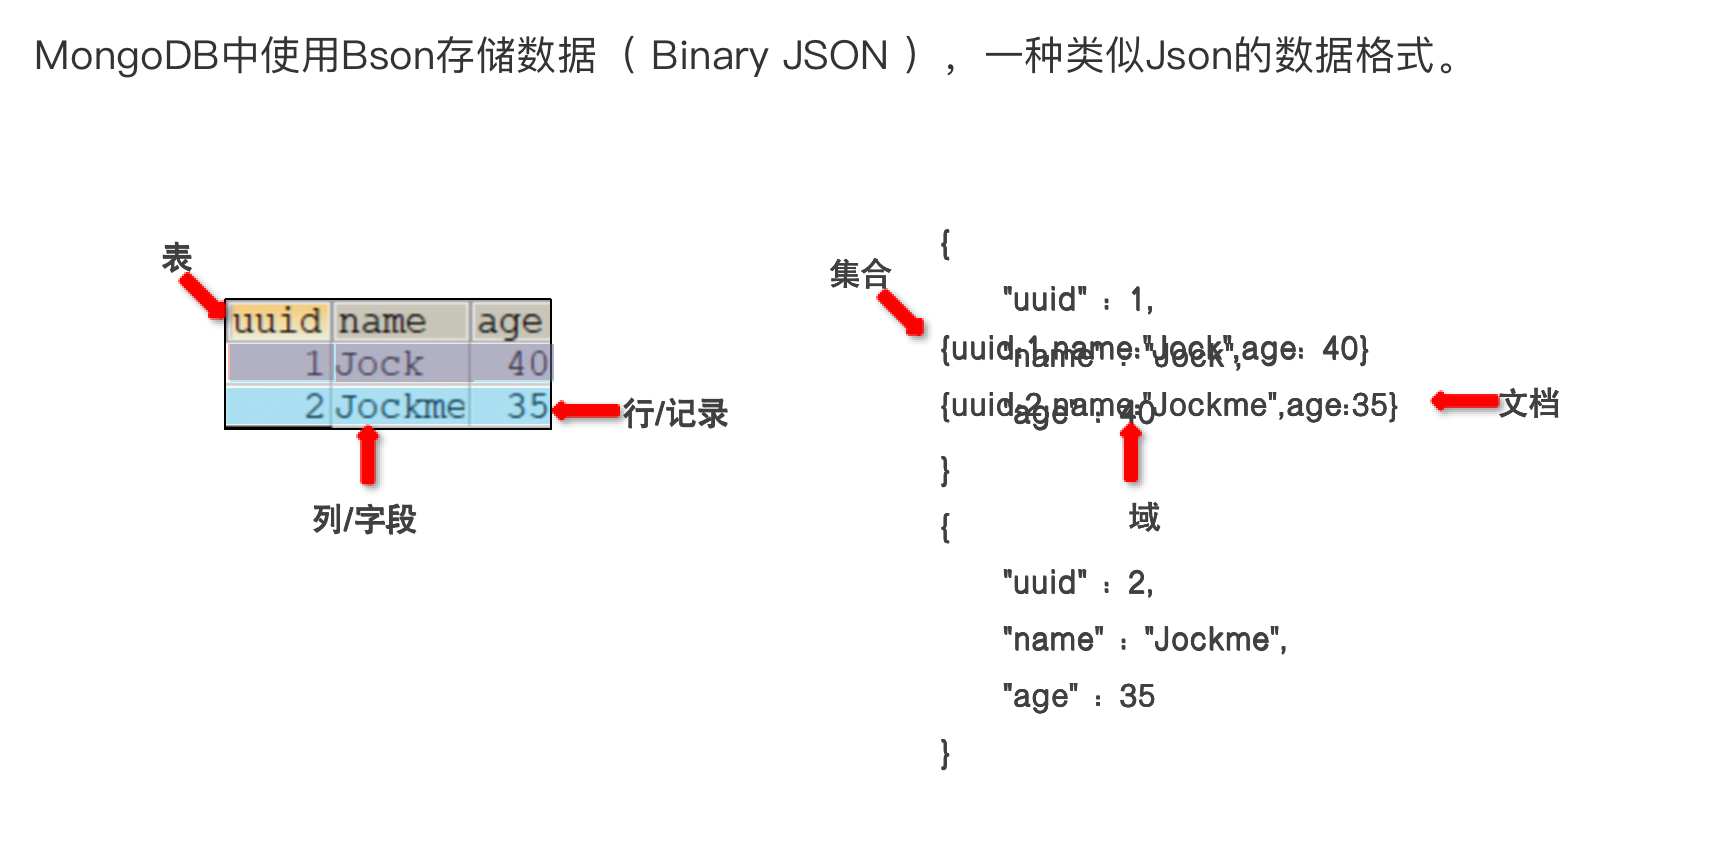 MongoDB中使用Bson存储数据（ Binary JSON ），一种类似Json的数据格式。
表
uuid name age
1 Jock 40
2 Jockme 35
行/记录
列/字段
集合
{
"uuid" : 1,
"name" : "Jock",
"age" : 40
}
{
"uuid" : 2,
"name" : "Jockme",
"age" : 35
}
{uuid:1,name:"Jock",age: 40}
{uuid:2,name:"Jockme",age:35}
文档
域